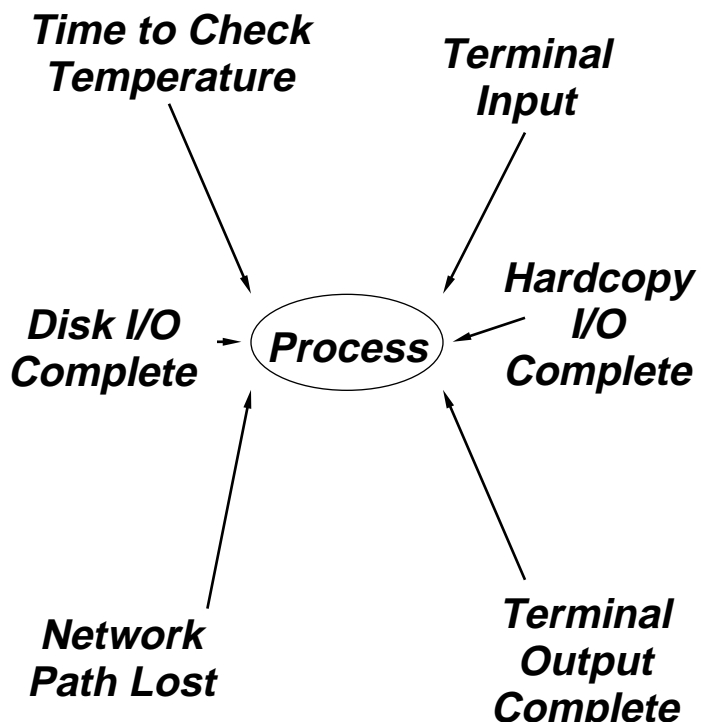 Time to Check
Temperature
Terminal
Input
Disk I/O
Complete
Process
Hardcopy
I/O
Complete
Network
Path Lost
Terminal
Output
Complete